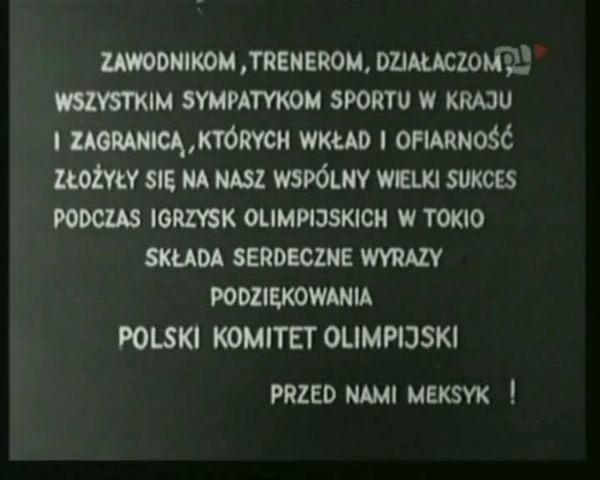 ZAWODNIKOM, TRENEROM, DZIAŁACZOM,
WSZYSTKIM SYMPATYKOM SPORTU W KRAJU
I ZAGRANICĄ, KTÓRYCH WKŁAD I OFIARNOŚĆ
ZŁOŻYŁY SIĘ NA NASZ WSPÓLNY WIELKI SUKCES
PODCZAS IGRZYSK OLIMPIJSKICH W TOKIO
SKŁADA SERDECZNE WYRAZY
PODZIĘKOWANIA
POLSKI KOMITET OLIMPIJSKI
PRZED NAMI MEKSYK !